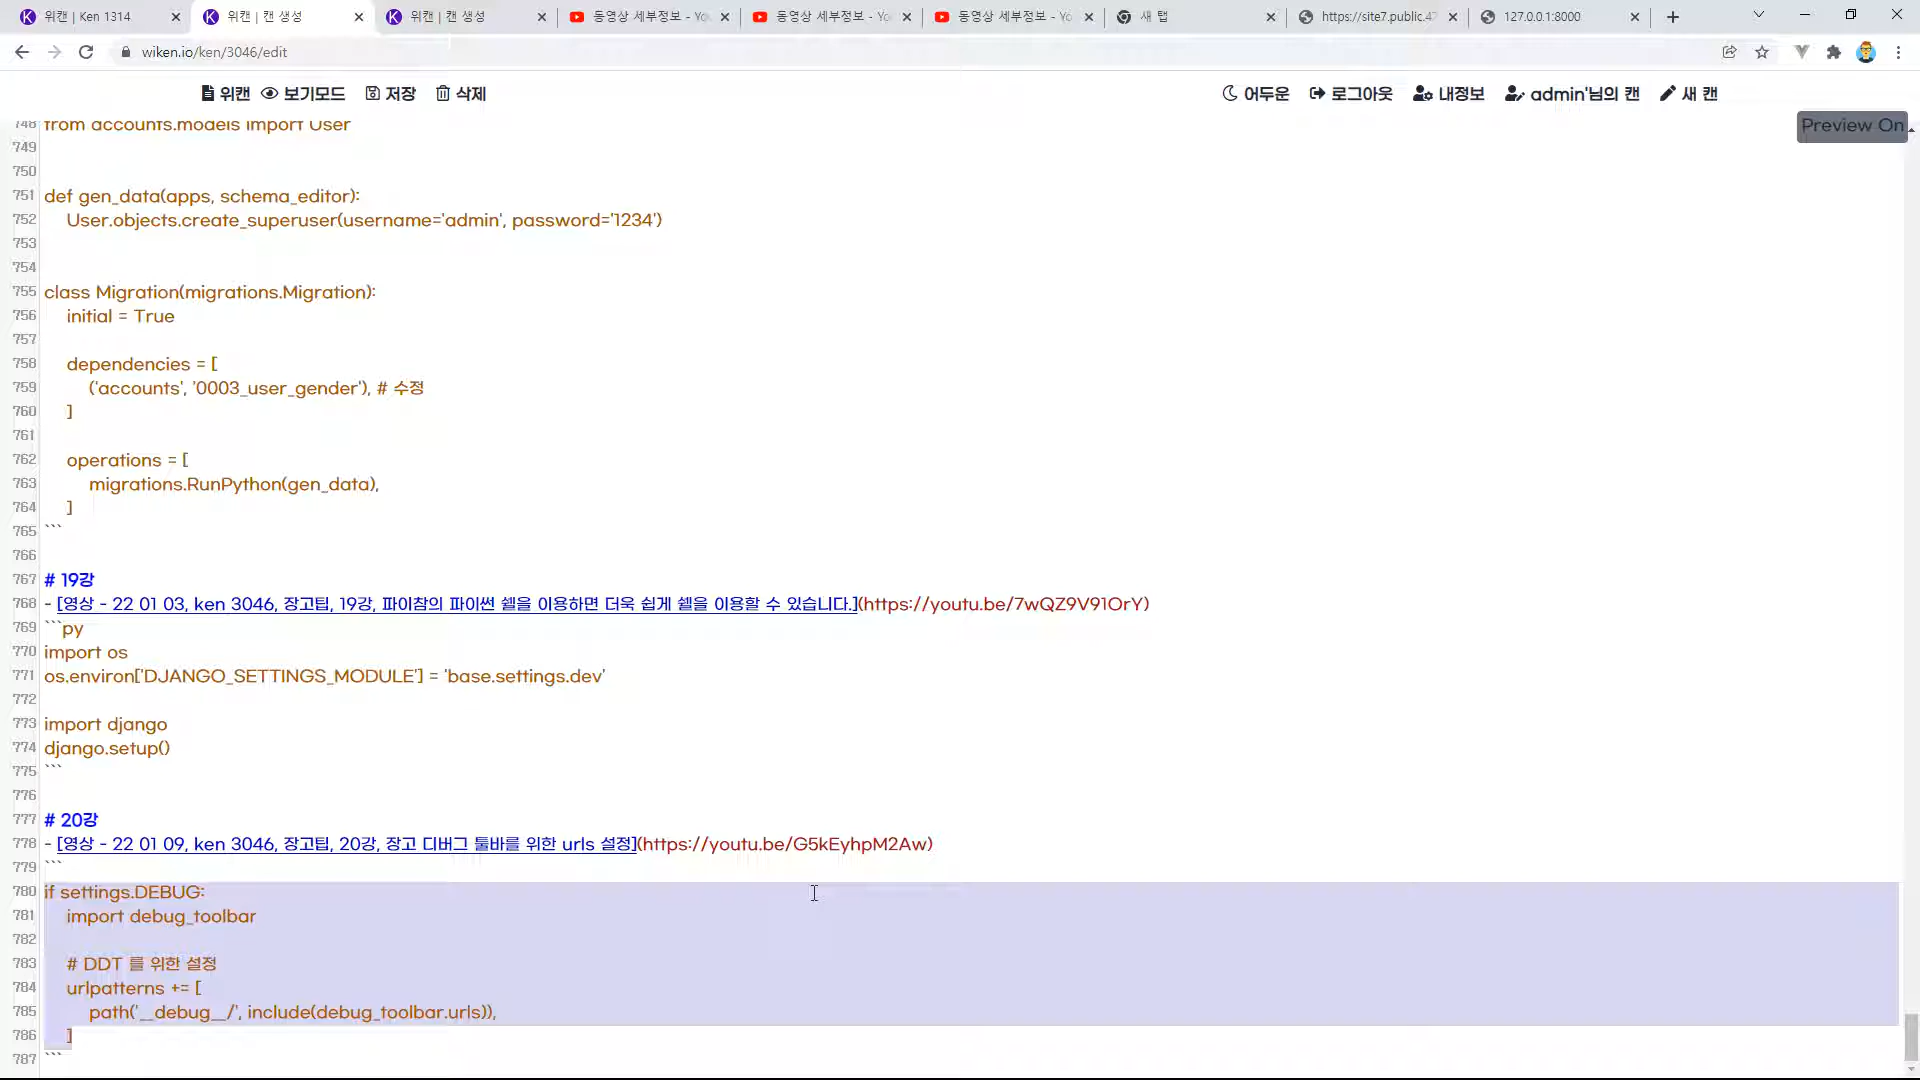 위캔 | Ken 1314
위캔 | 캔 생성
위캔 | 캔 생성
동영상 세부정보 - Yo
동영상 세부정보 - Yo
동영상 세부정보 - Yo
새 탭
https://site7.public.47
127.0.0.1:8000
wiken.io/ken/3046/edit
위캔 보기모드 저장 삭제 어두운 로그아웃 내정보 admin'님의 캔 새 캔
Preview On
748 from accounts.models import User
749
750
751 def gen_data(apps, schema_editor):
752 User.objects.create_superuser(username='admin', password='1234')
753
754
755 class Migration(migrations.Migration):
756 initial = True
757
758 dependencies = [
759 ('accounts', '0003_user_gender'), # 수정
760 ]
761
762 operations = [
763 migrations.RunPython(gen_data),
764 ]
765 ```
766
767 # 19강
768 - [영상 - 22 01 03, ken 3046, 장고팁, 19강, 파이참의 파이썬 쉘을 이용하면 더욱 쉽게 쉘을 이용할 수 있습니다.](https://youtu.be/7wQZ9V91OrY)
769 ```py
770 import os
771 os.environ['DJANGO_SETTINGS_MODULE'] = 'base.settings.dev'
772
773 import django
774 django.setup()
775 ```
776
777 # 20강
778 - [영상 - 22 01 09, ken 3046, 장고팁, 20강, 장고 디버그 툴바를 위한 urls 설정](https://youtu.be/G5kEyhpM2Aw)
779 ```
780 if settings.DEBUG:
781 import debug_toolbar
782
783 # DDT 를 위한 설정
784 urlpatterns += [
785 path('__debug__/', include(debug_toolbar.urls)),
786 ]
787 ```